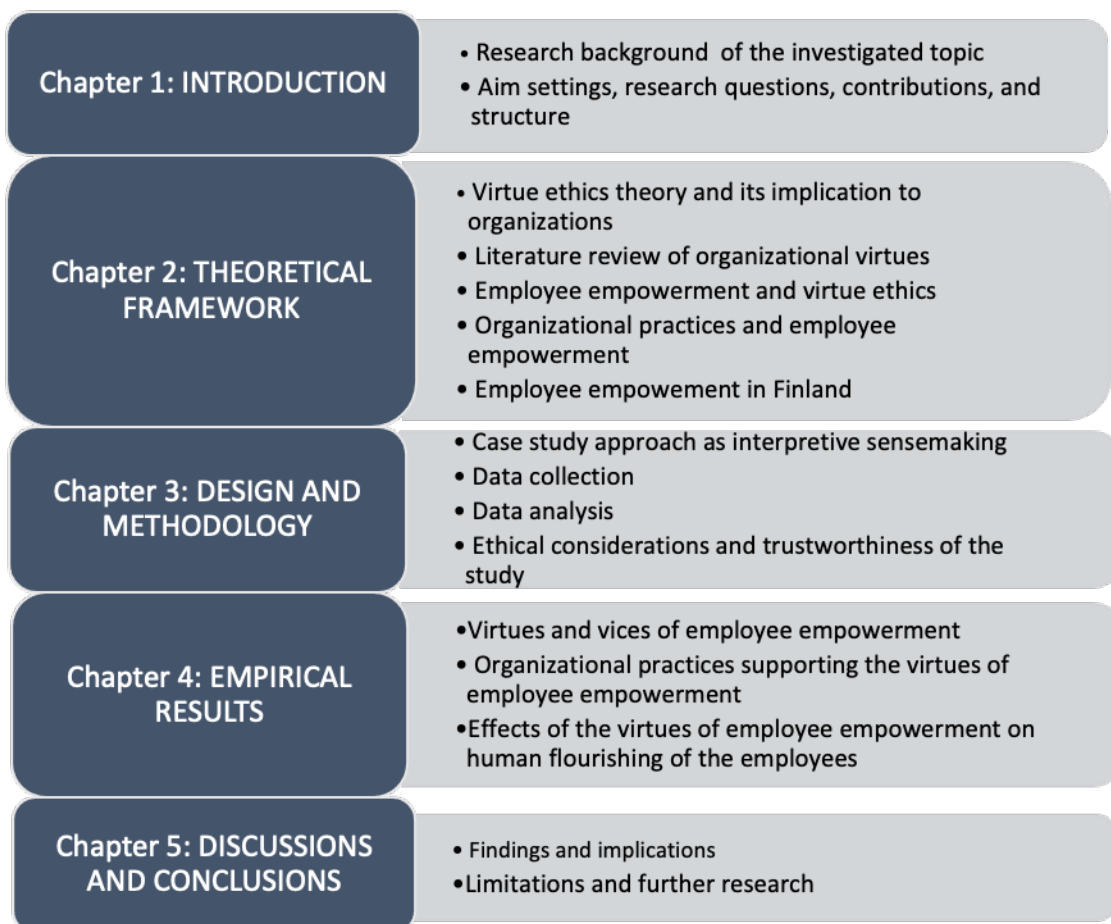 Chapter 1: INTRODUCTION
• Research background of the investigated topic
• Aim settings, research questions, contributions, and
structure
Chapter 2: THEORETICAL
FRAMEWORK
• Virtue ethics theory and its implication to
organizations
• Literature review of organizational virtues
• Employee empowerment and virtue ethics
• Organizational practices and employee
empowerment
• Employee empowement in Finland
Chapter 3: DESIGN AND
METHODOLOGY
• Case study approach as interpretive sensemaking
• Data collection
• Data analysis
• Ethical considerations and trustworthiness of the
study
Chapter 4: EMPIRICAL
RESULTS
•Virtues and vices of employee empowerment
• Organizational practices supporting the virtues of
employee empowerment
•Effects of the virtues of employee empowerment on
human flourishing of the employees
Chapter 5: DISCUSSIONS
AND CONCLUSIONS
• Findings and implications
•Limitations and further research